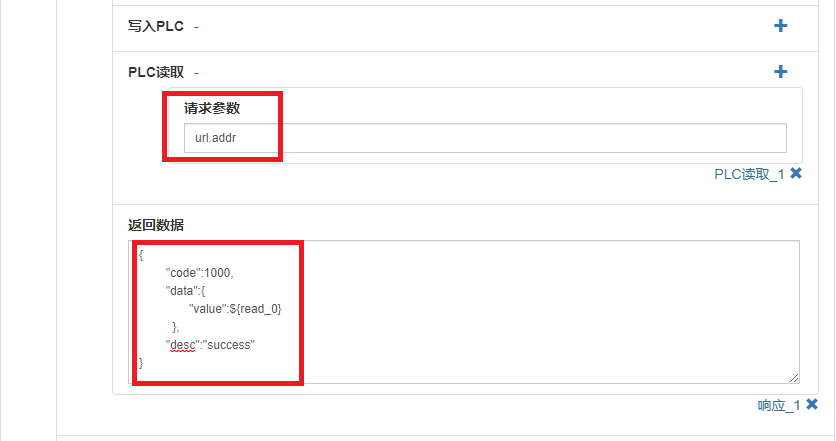 写入PLC -
PLC读取 -
请求参数
url.addr
PLC读取_1
返回数据
{
"code":1000,
"data":{
"value":${read_0}
},
"desc":"success"
}
响应_1